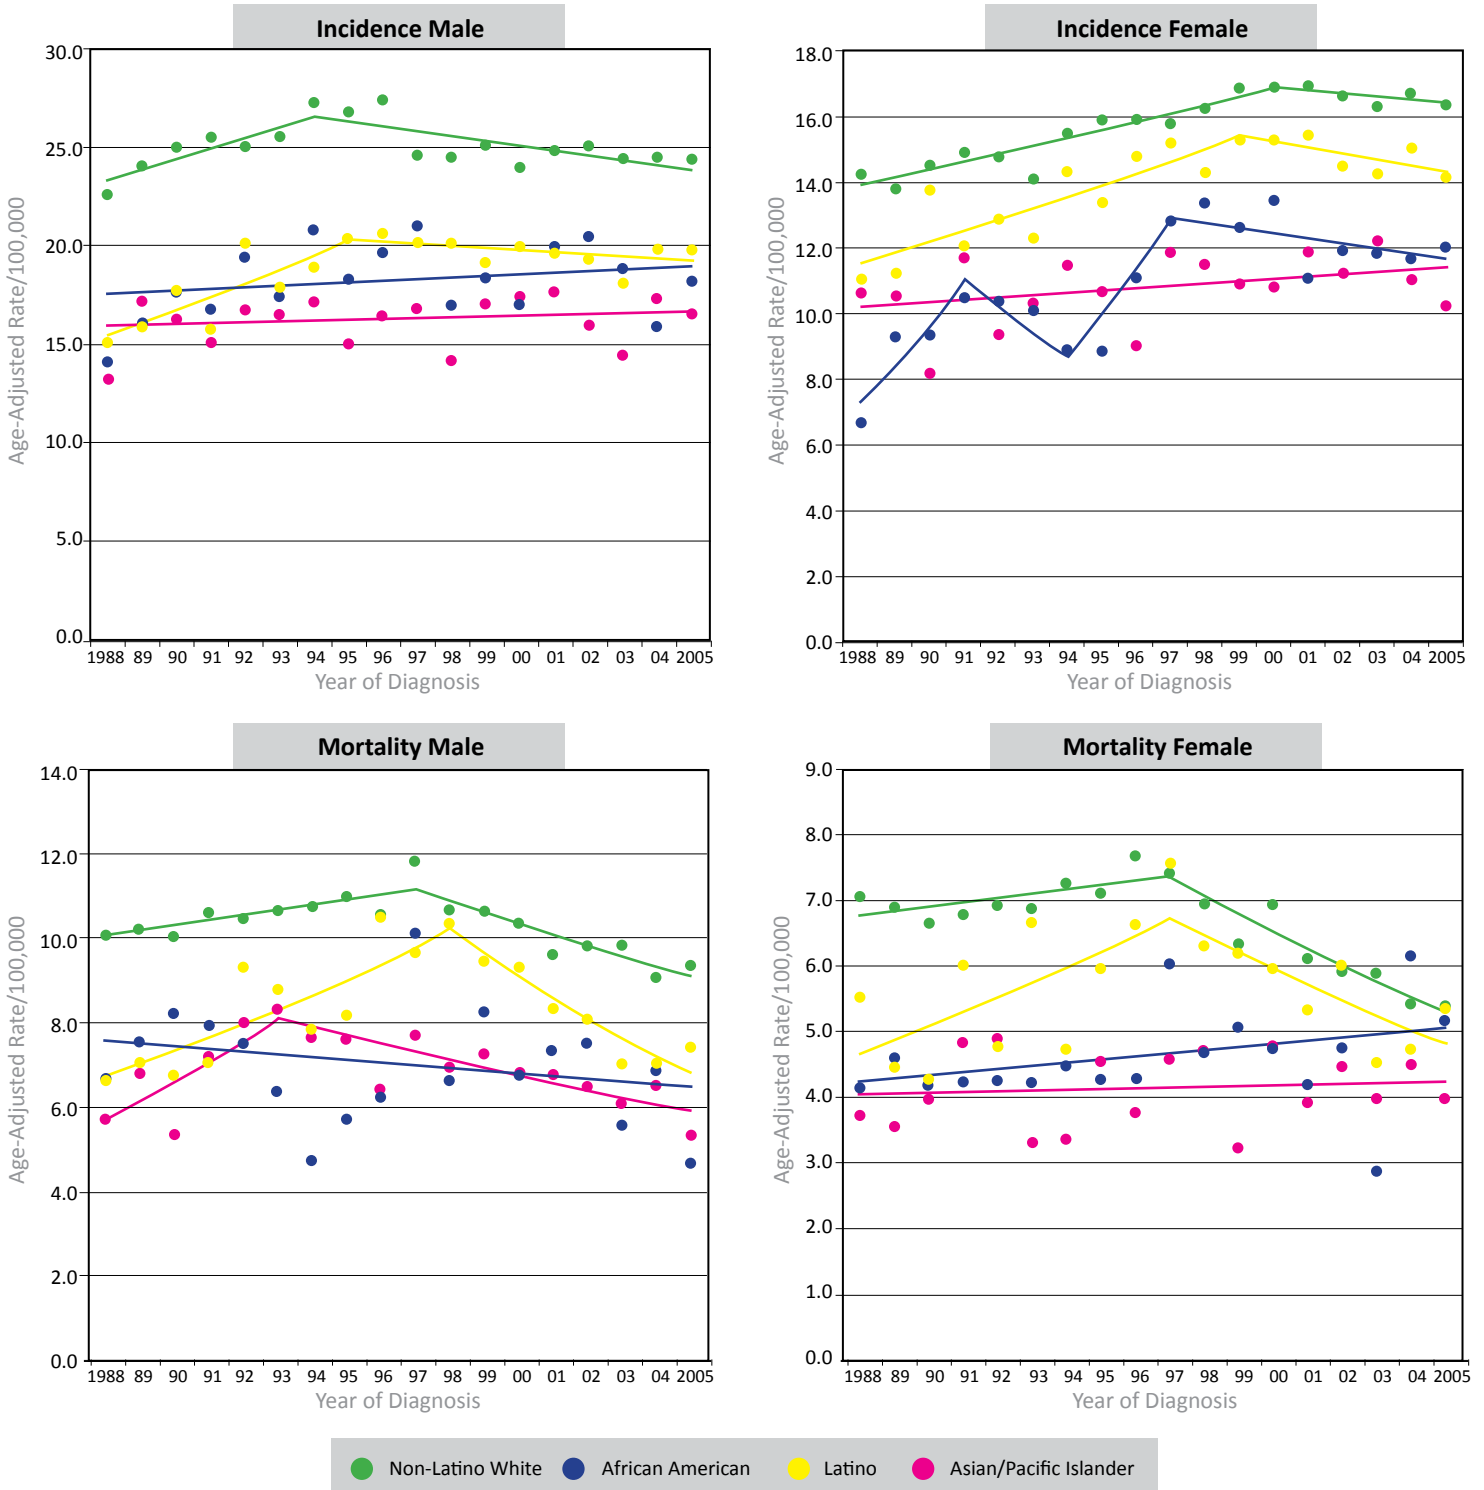 Incidence Male
Age-Adjusted Rate/100,000
30.0
25.0
20.0
15.0
10.0
5.0
0.0
1988 89 90 91 92 93 94 95 96 97 98 99 00 01 02 03 04 2005
Year of Diagnosis
Incidence Female
Age-Adjusted Rate/100,000
18.0
16.0
14.0
12.0
10.0
8.0
6.0
4.0
2.0
0.0
1988 89 90 91 92 93 94 95 96 97 98 99 00 01 02 03 04 2005
Year of Diagnosis
Mortality Male
Age-Adjusted Rate/100,000
14.0
12.0
10.0
8.0
6.0
4.0
2.0
0.0
1988 89 90 91 92 93 94 95 96 97 98 99 00 01 02 03 04 2005
Year of Diagnosis
Mortality Female
Age-Adjusted Rate/100,000
9.0
8.0
7.0
6.0
5.0
4.0
3.0
2.0
1.0
0.0
1988 89 90 91 92 93 94 95 96 97 98 99 00 01 02 03 04 2005
Year of Diagnosis
Non-Latino White African American Latino Asian/Pacific Islander